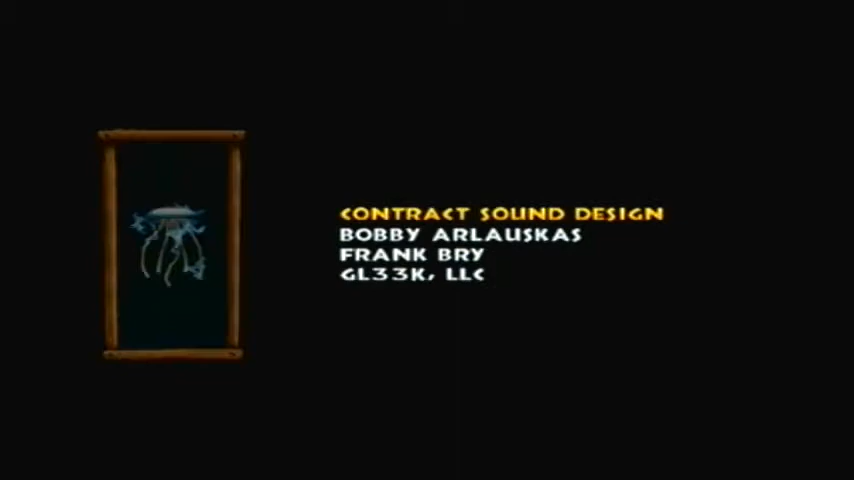 CONTRACT SOUND DESIGN
BOBBY ARLAUSKAS
FRANK BRY
GL33K, LLC